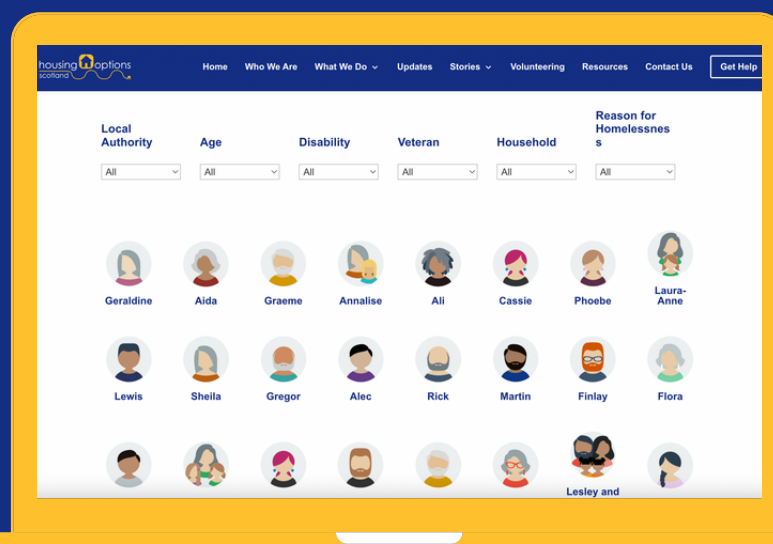 housing options
scotland
Home Who We Are What We Do Updates Stories Volunteering Resources Contact Us Get Help
Local Authority Age Disability Veteran Household Reason for Homelessness
All All All All All All
Geraldine Aida Graeme Annalise Ali Cassie Phoebe Laura-Anne
Lewis Sheila Gregor Alec Rick Martin Finlay Flora
Lesley and